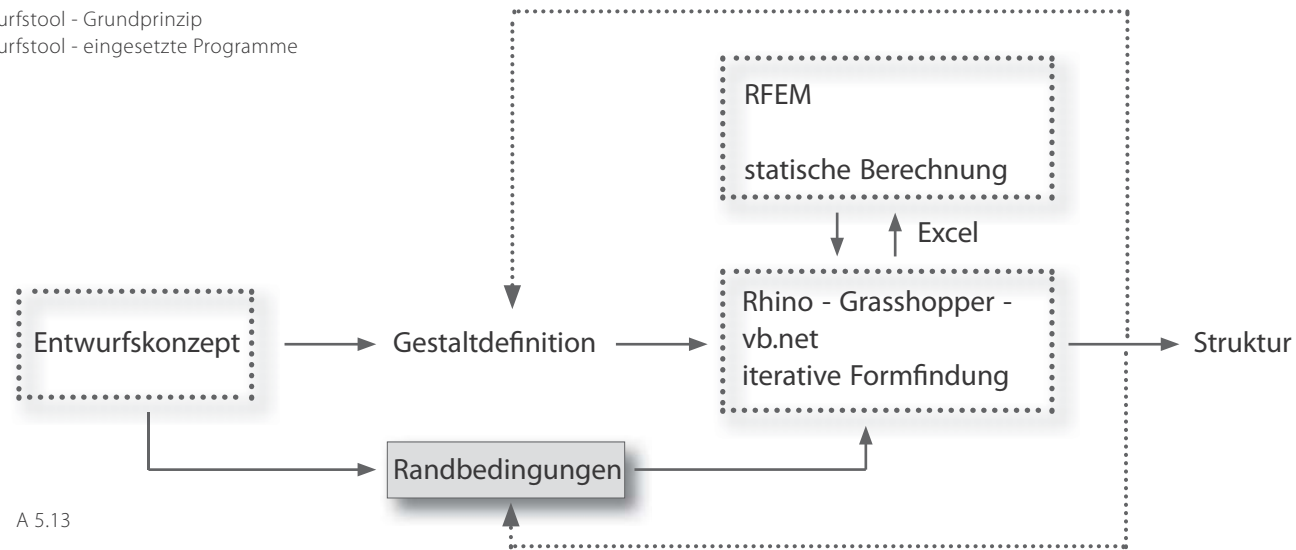 urfstool - Grundprinzip
urfstool - eingesetzte Programme
RFEM
statische Berechnung
Excel
Entwurfskonzept
Gestaltdefinition
Rhino - Grasshopper -
vb.net
iterative Formfindung
Struktur
Randbedingungen
A 5.13